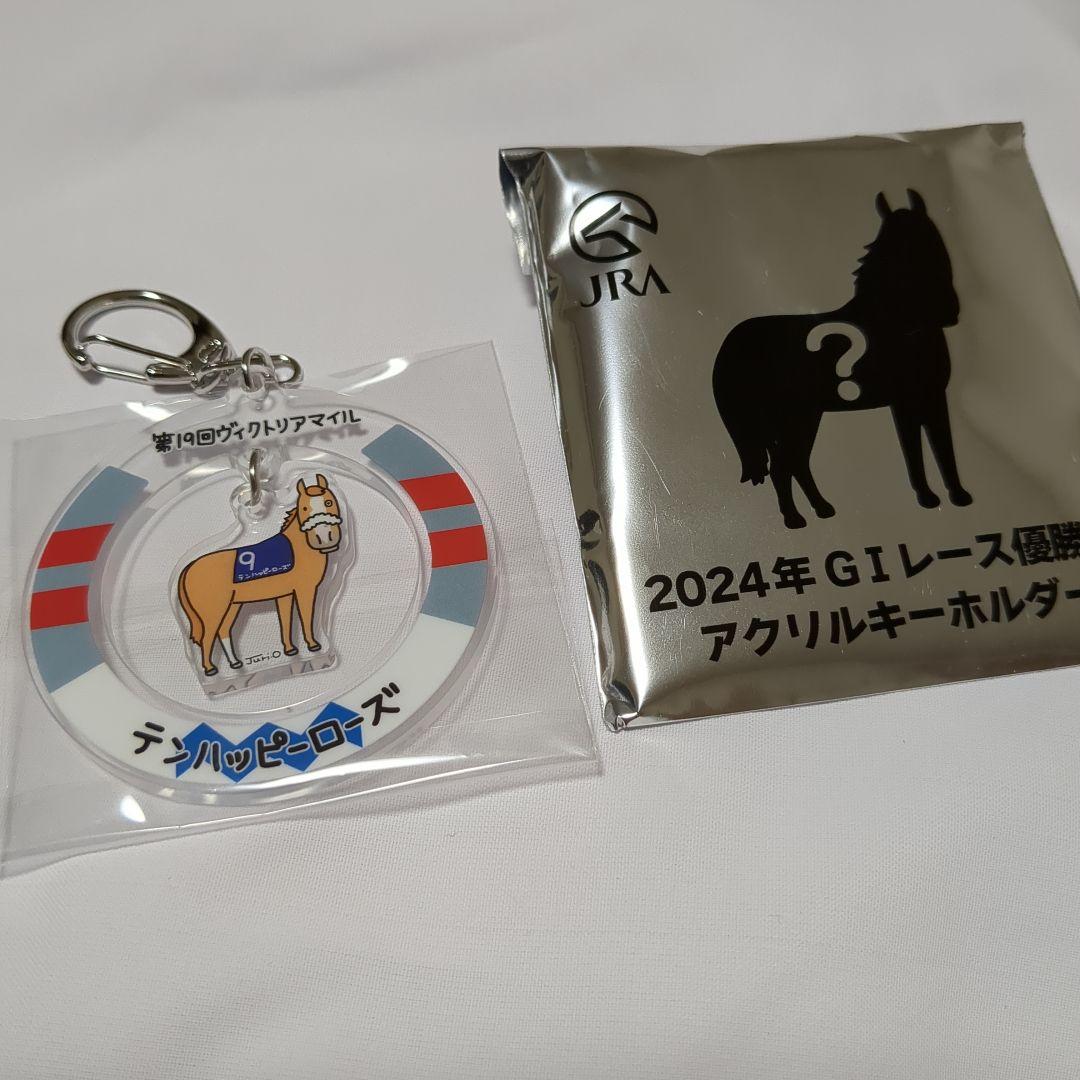 第19回ヴィクトリアマイル
9
テンハッピーローズ
Juri.O
テンハッピーローズ
JRA
?
2024年GIレース優勝
アクリルキーホルダー